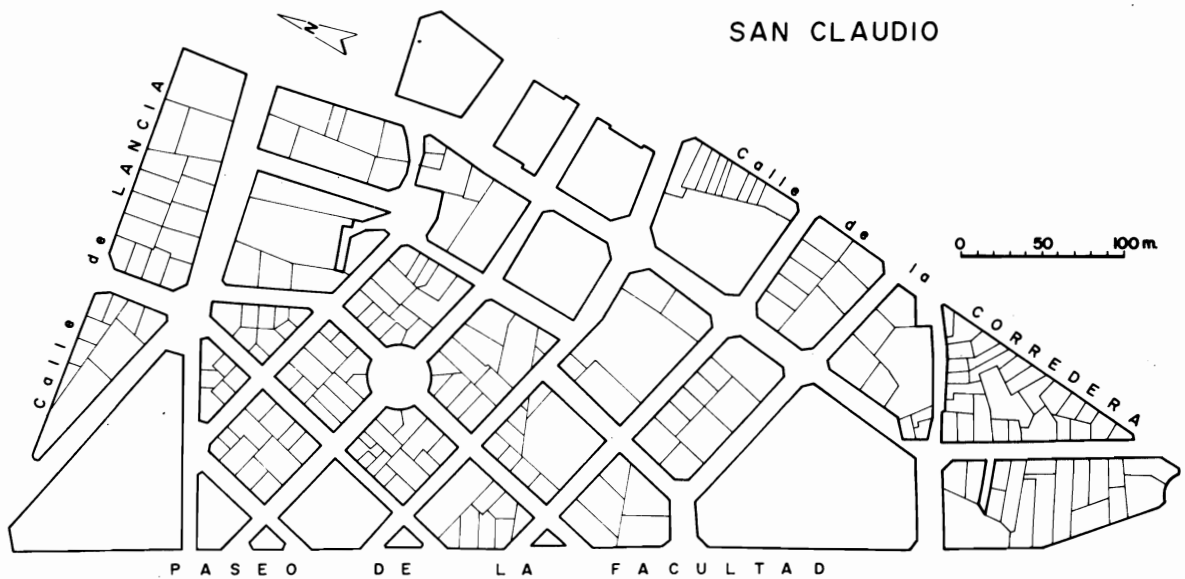 SAN CLAUDIO
N
Calle de LANCIA
Calle de la CORREDERA
0 50 100 m.
PASEO DE LA FACULTAD